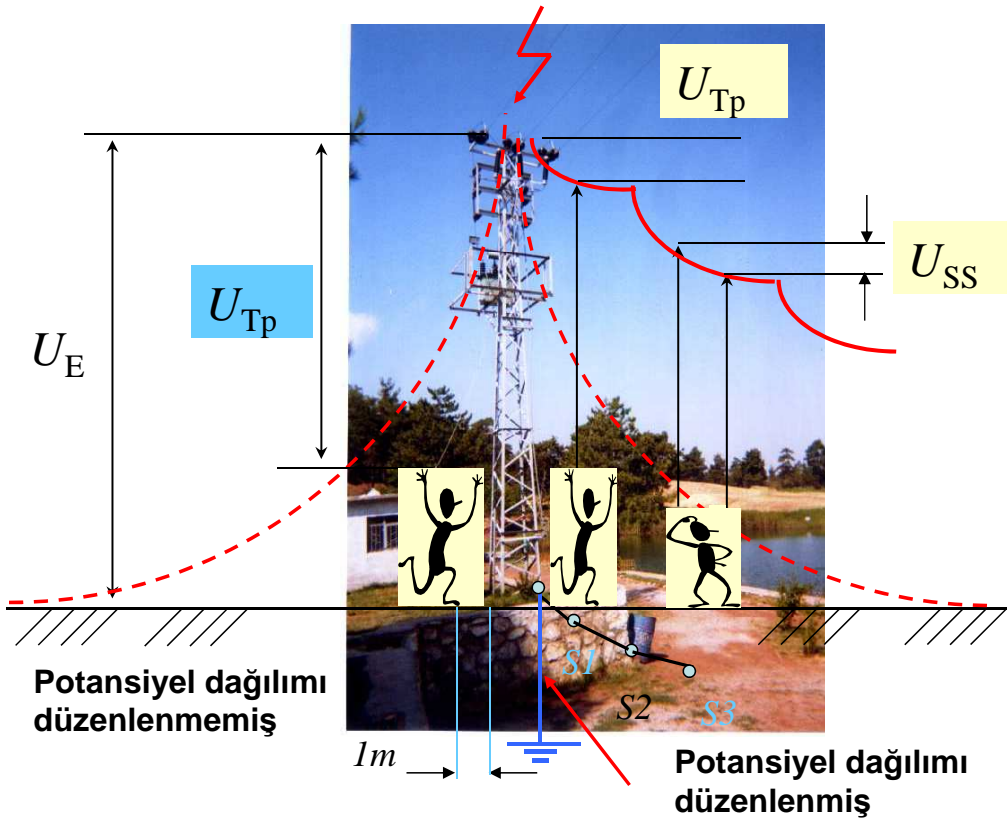 U_Tp
U_SS
U_Tp
U_E
S1
S2
S3
Potansiyel dağılımı
düzenlenmemiş
1m
Potansiyel dağılımı
düzenlenmiş